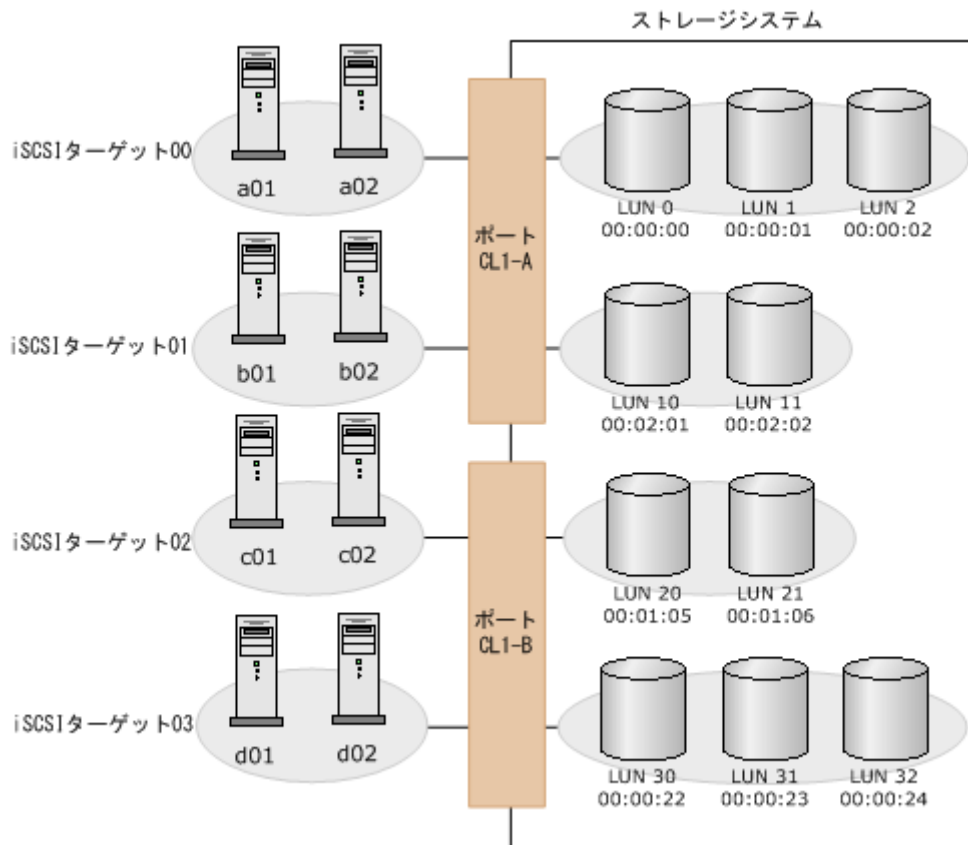 ストレージシステム
iSCSIターゲット00
a01
a02
LUN 0
00:00:00
LUN 1
00:00:01
LUN 2
00:00:02
ポート
CL1-A
iSCSIターゲット01
b01
b02
LUN 10
00:02:01
LUN 11
00:02:02
iSCSIターゲット02
c01
c02
LUN 20
00:01:05
LUN 21
00:01:06
ポート
CL1-B
iSCSIターゲット03
d01
d02
LUN 30
00:00:22
LUN 31
00:00:23
LUN 32
00:00:24